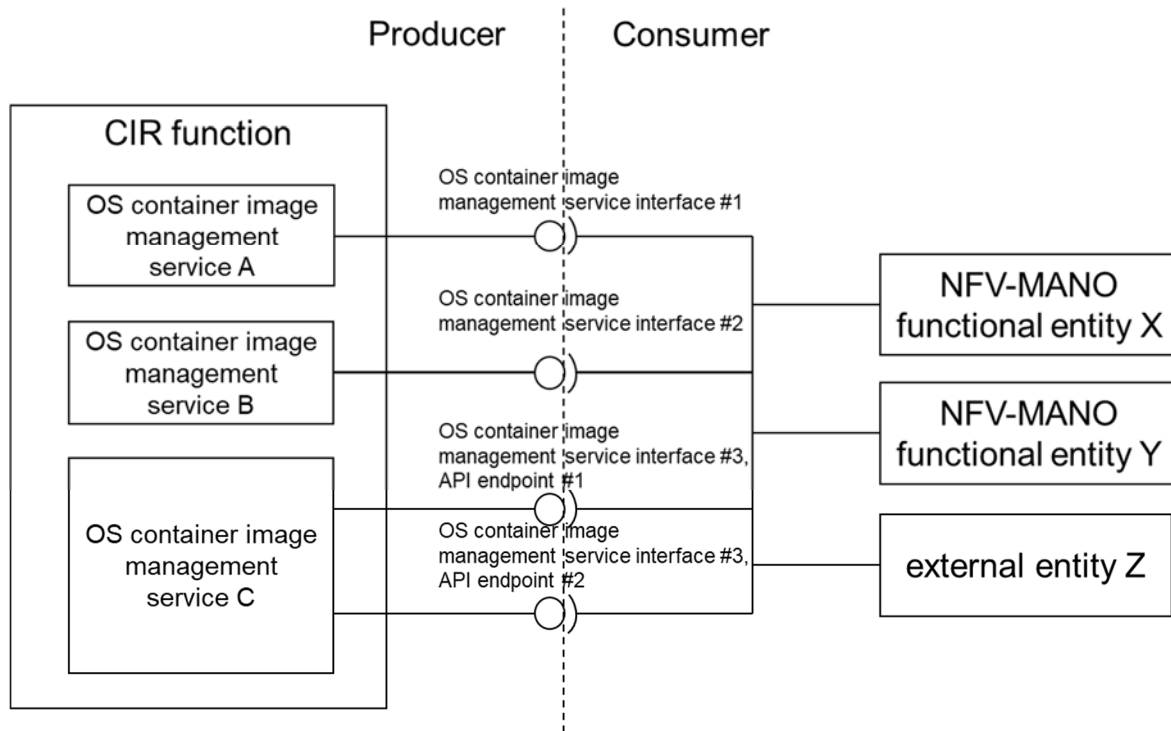 Producer
Consumer
CIR function
OS container image
management
service A
OS container image
management
service B
OS container image
management
service C
OS container image
management service interface #1
OS container image
management service interface #2
OS container image
management service interface #3,
API endpoint #1
OS container image
management service interface #3,
API endpoint #2
NFV-MANO
functional entity X
NFV-MANO
functional entity Y
external entity Z